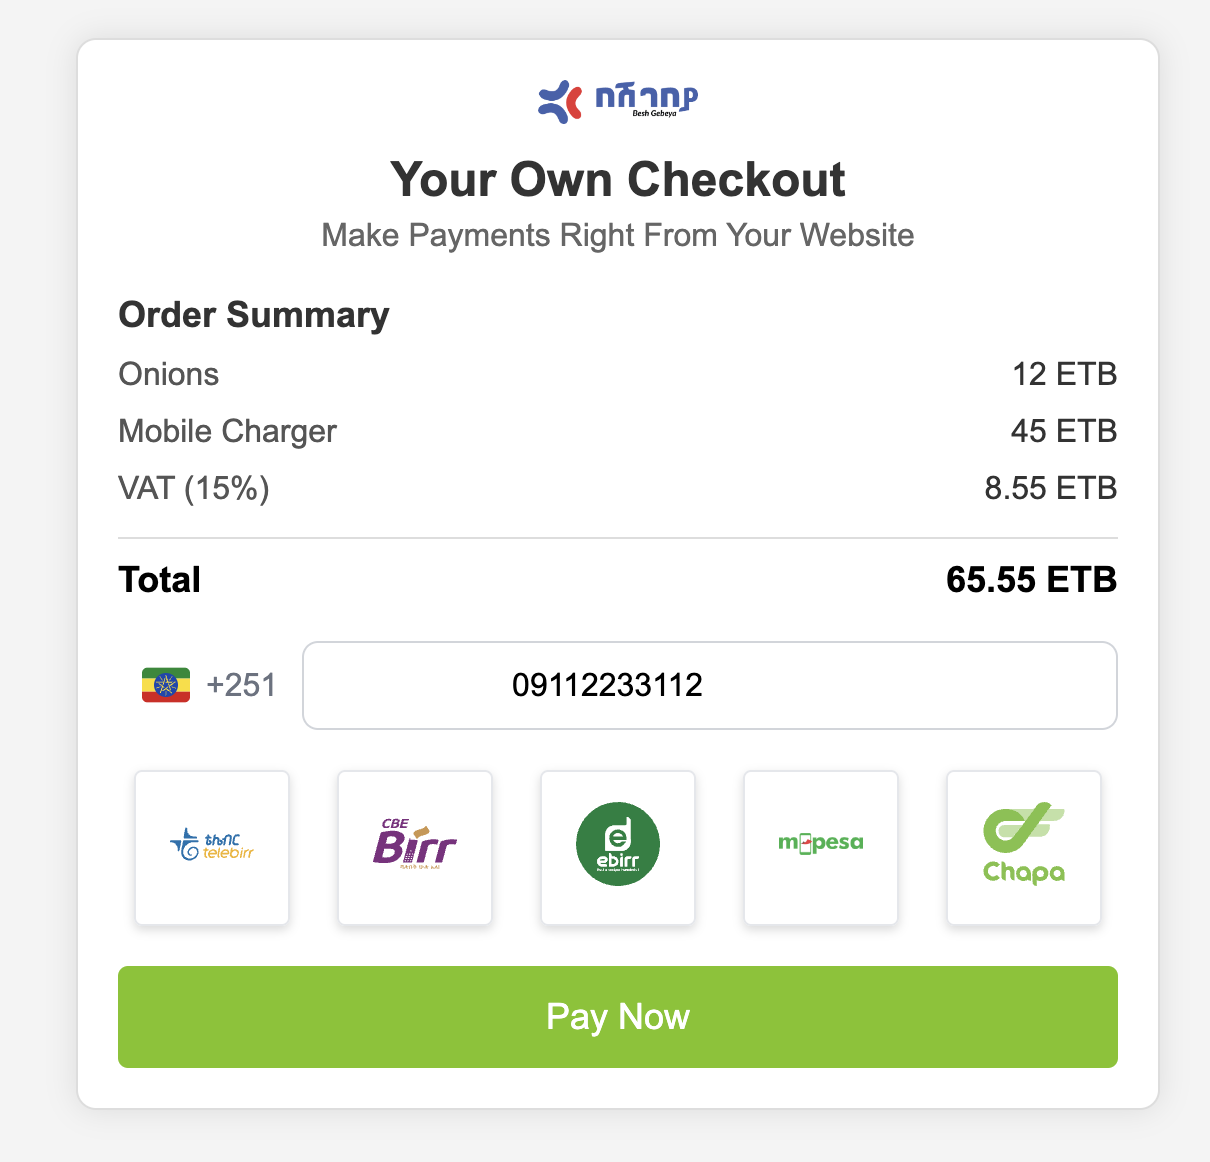 በሽ ገበያ
Besh Gebeya
Your Own Checkout
Make Payments Right From Your Website
Order Summary
Onions 12 ETB
Mobile Charger 45 ETB
VAT (15%) 8.55 ETB
Total 65.55 ETB
+251 09112233112
ቴሌብር
telebirr
CBE
Birr
ebirr
m-pesa
Chapa
Pay Now